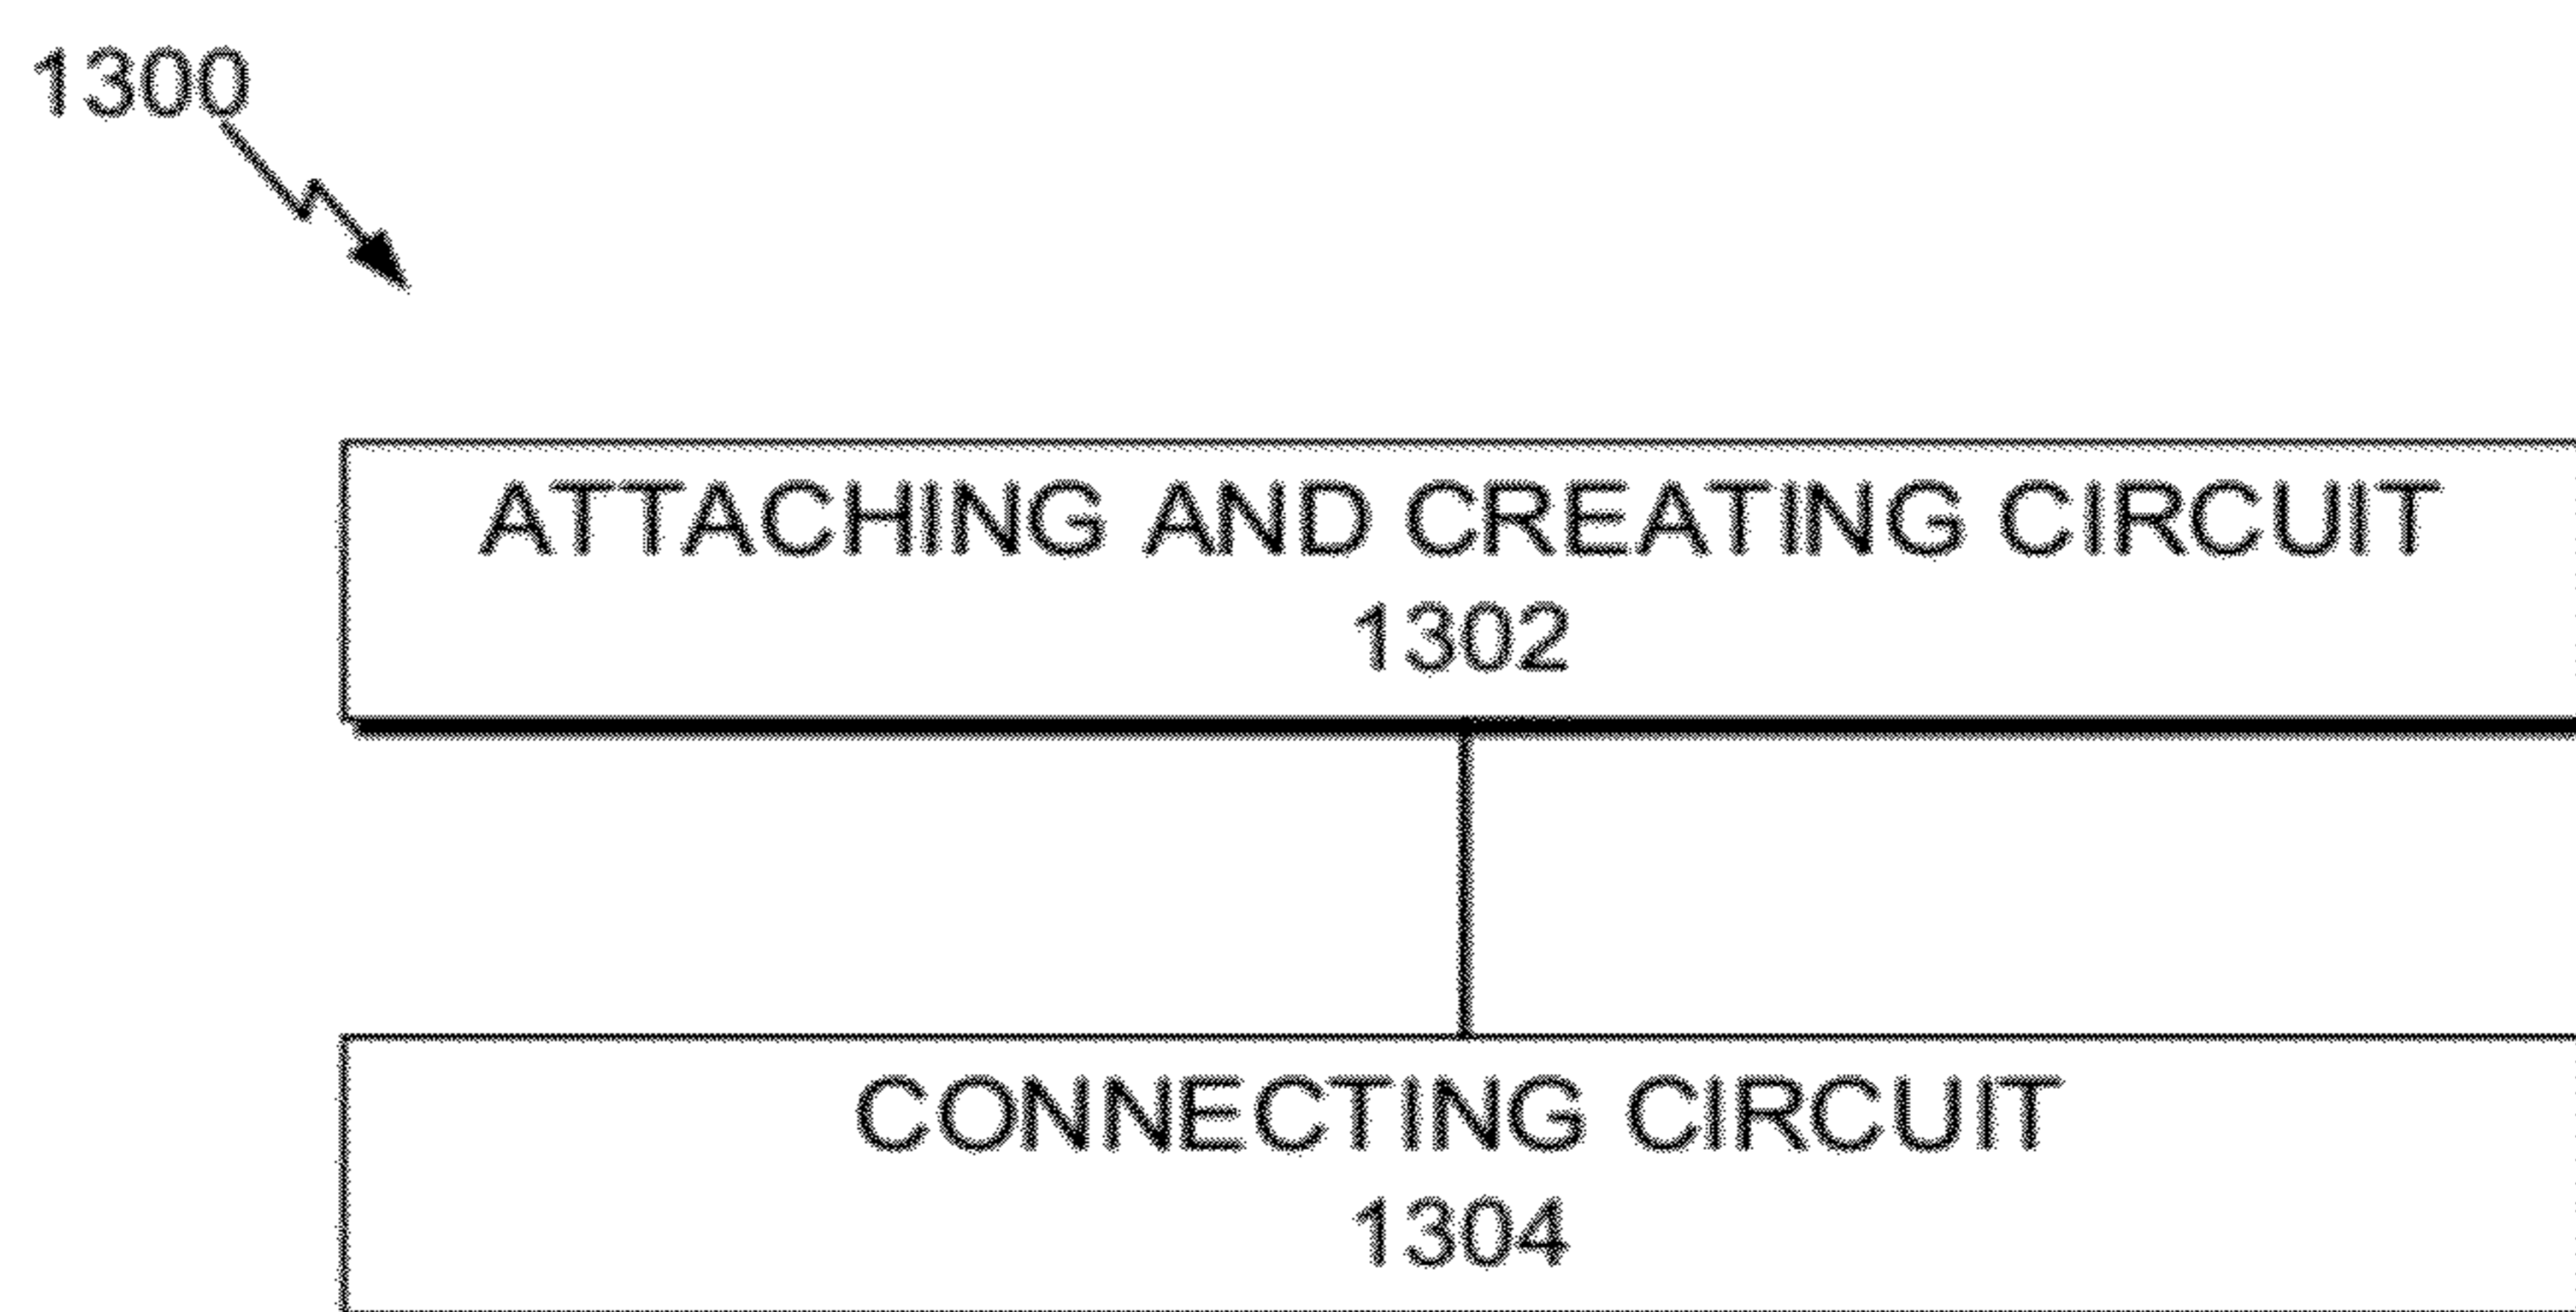 1300
ATTACHING AND CREATING CIRCUIT
1302
CONNECTING CIRCUIT
1304